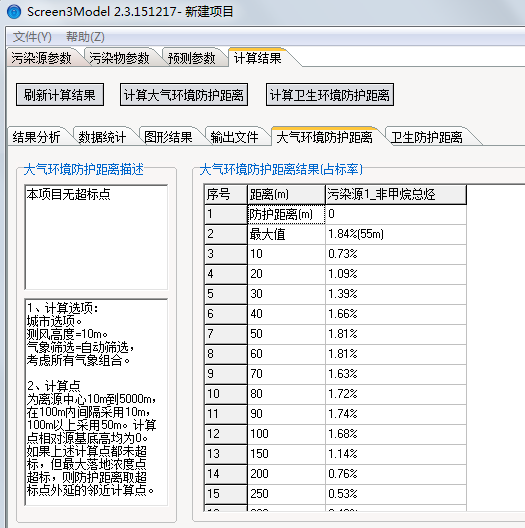 Screen3Model 2.3.151217- 新建项目
文件(Y) 帮助(Z)
污染源参数 污染物参数 预测参数 计算结果
刷新计算结果 计算大气环境防护距离 计算卫生环境防护距离
结果分析 数据统计 图形结果 输出文件 大气环境防护距离 卫生防护距离
大气环境防护距离描述
本项目无超标点
1、计算选项:
城市选项。
测风高度=10m。
气象筛选=自动筛选,
考虑所有气象组合。
2、计算点
为离源中心10m到5000m,
在100m内间隔采用10m,
100m以上采用50m。计算
点相对源基底高均为0。
如果上述计算点都未超
标,但最大落地浓度点
超标,则防护距离取超
标点外延的邻近计算点。
大气环境防护距离结果(占标率)
序号 距离(m) 污染源1_非甲烷总烃
1 防护距离(m) 0
2 最大值 1.84%(55m)
3 10 0.73%
4 20 1.09%
5 30 1.39%
6 40 1.66%
7 50 1.81%
8 60 1.81%
9 70 1.63%
10 80 1.72%
11 90 1.74%
12 100 1.68%
13 150 1.14%
14 200 0.76%
15 250 0.53%